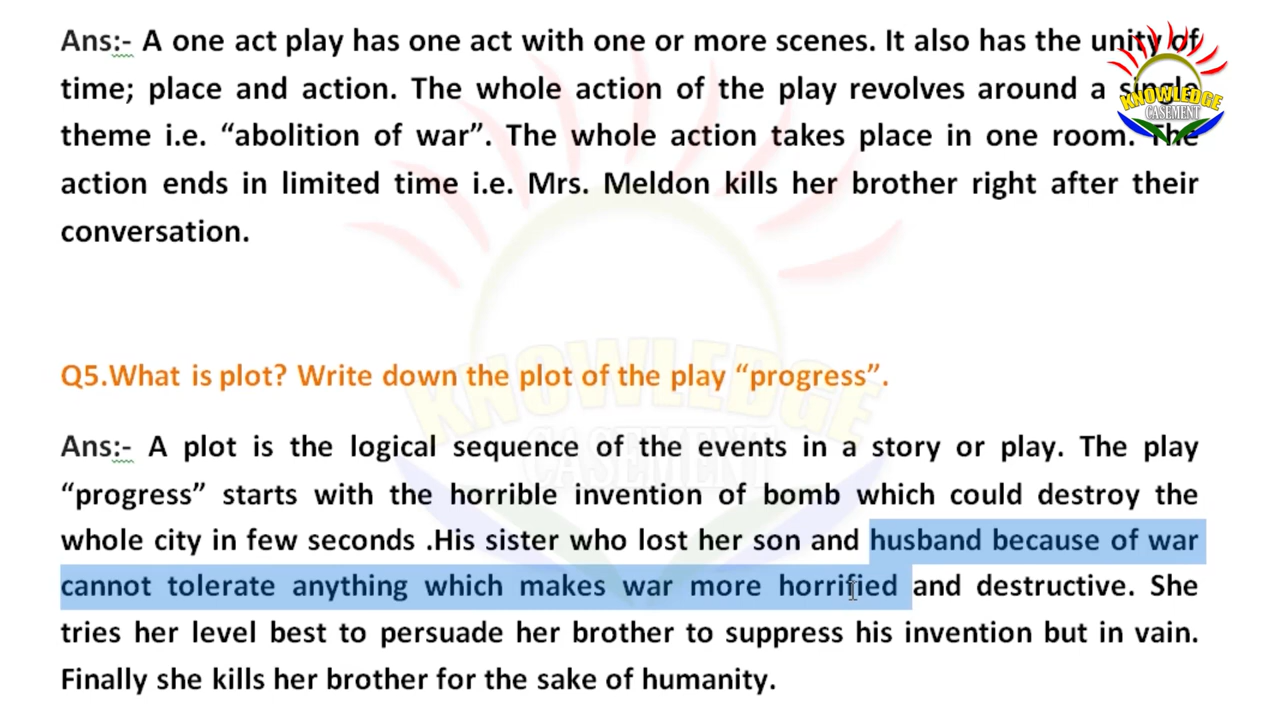 Ans:- A one act play has one act with one or more scenes. It also has the unity of
time; place and action. The whole action of the play revolves around a single
theme i.e. “abolition of war”. The whole action takes place in one room. The
action ends in limited time i.e. Mrs. Meldon kills her brother right after their
conversation.
KNOWLEDGE
CASEMENT
Q5.What is plot? Write down the plot of the play “progress”.
KNOWLEDGE
CASEMENT
Ans:- A plot is the logical sequence of the events in a story or play. The play
“progress” starts with the horrible invention of bomb which could destroy the
whole city in few seconds .His sister who lost her son and husband because of war
cannot tolerate anything which makes war more horrified and destructive. She
tries her level best to persuade her brother to suppress his invention but in vain.
Finally she kills her brother for the sake of humanity.